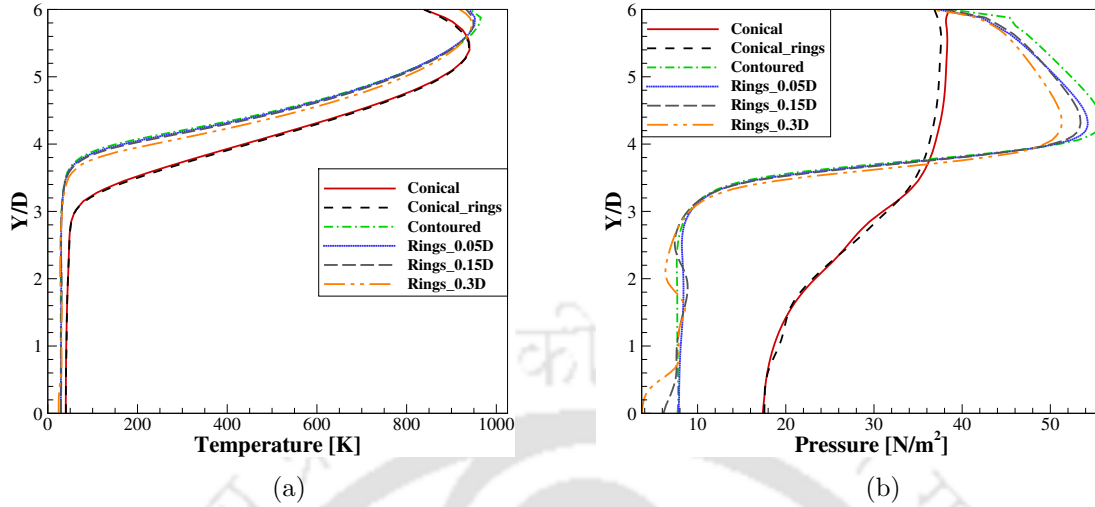 6
5
4
3
2
1
0
Y/D
0
200
400
600
800
1000
Temperature [K]
Conical
Conical_rings
Contoured
Rings_0.05D
Rings_0.15D
Rings_0.3D
(a)
6
5
4
3
2
1
0
Y/D
10
20
30
40
50
Pressure [N/m²]
Conical
Conical_rings
Contoured
Rings_0.05D
Rings_0.15D
Rings_0.3D
(b)